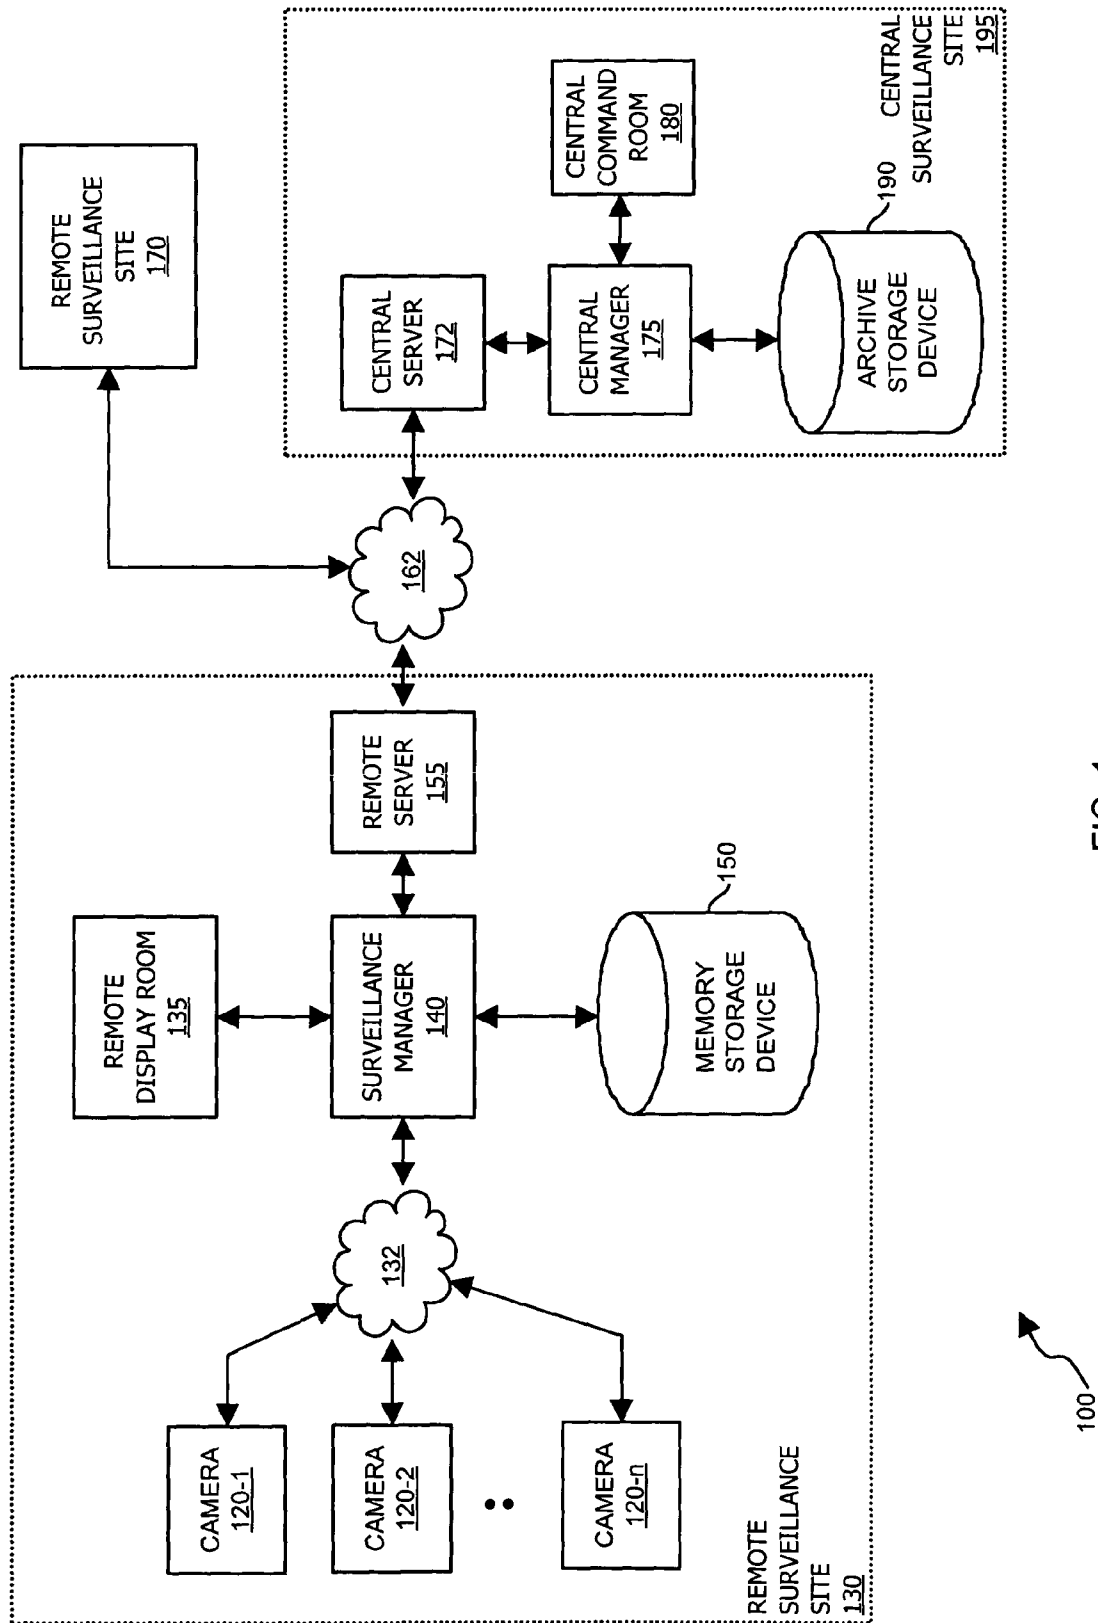 REMOTE
SURVEILLANCE
SITE
170
CENTRAL
SERVER
172
CENTRAL
MANAGER
175
CENTRAL
COMMAND
ROOM
180
ARCHIVE
STORAGE
DEVICE
190
CENTRAL
SURVEILLANCE
SITE
195
162
REMOTE
DISPLAY ROOM
135
SURVEILLANCE
MANAGER
140
REMOTE
SERVER
155
MEMORY
STORAGE
DEVICE
150
132
CAMERA
120-1
CAMERA
120-2
CAMERA
120-n
REMOTE
SURVEILLANCE
SITE
130
100